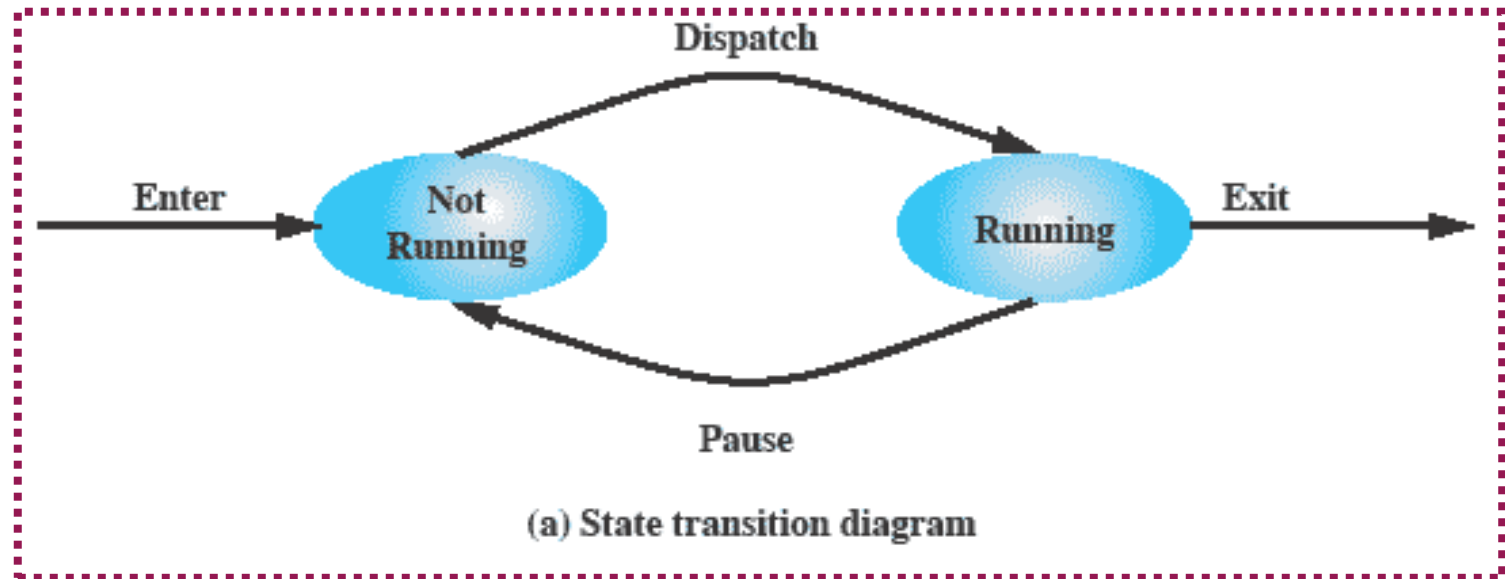 Dispatch
Enter
Not
Running
Running
Exit
Pause
(a) State transition diagram